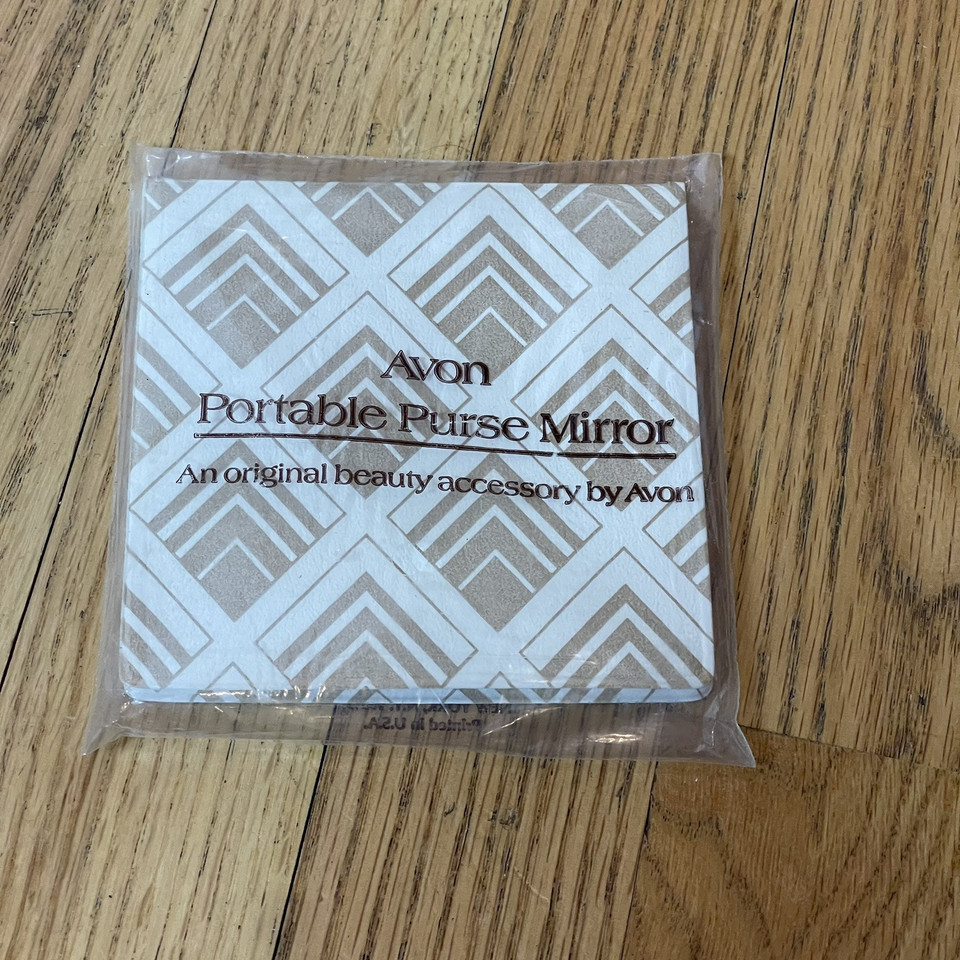 Avon
Portable Purse Mirror
An original beauty accessory by Avon
Printed in U.S.A.